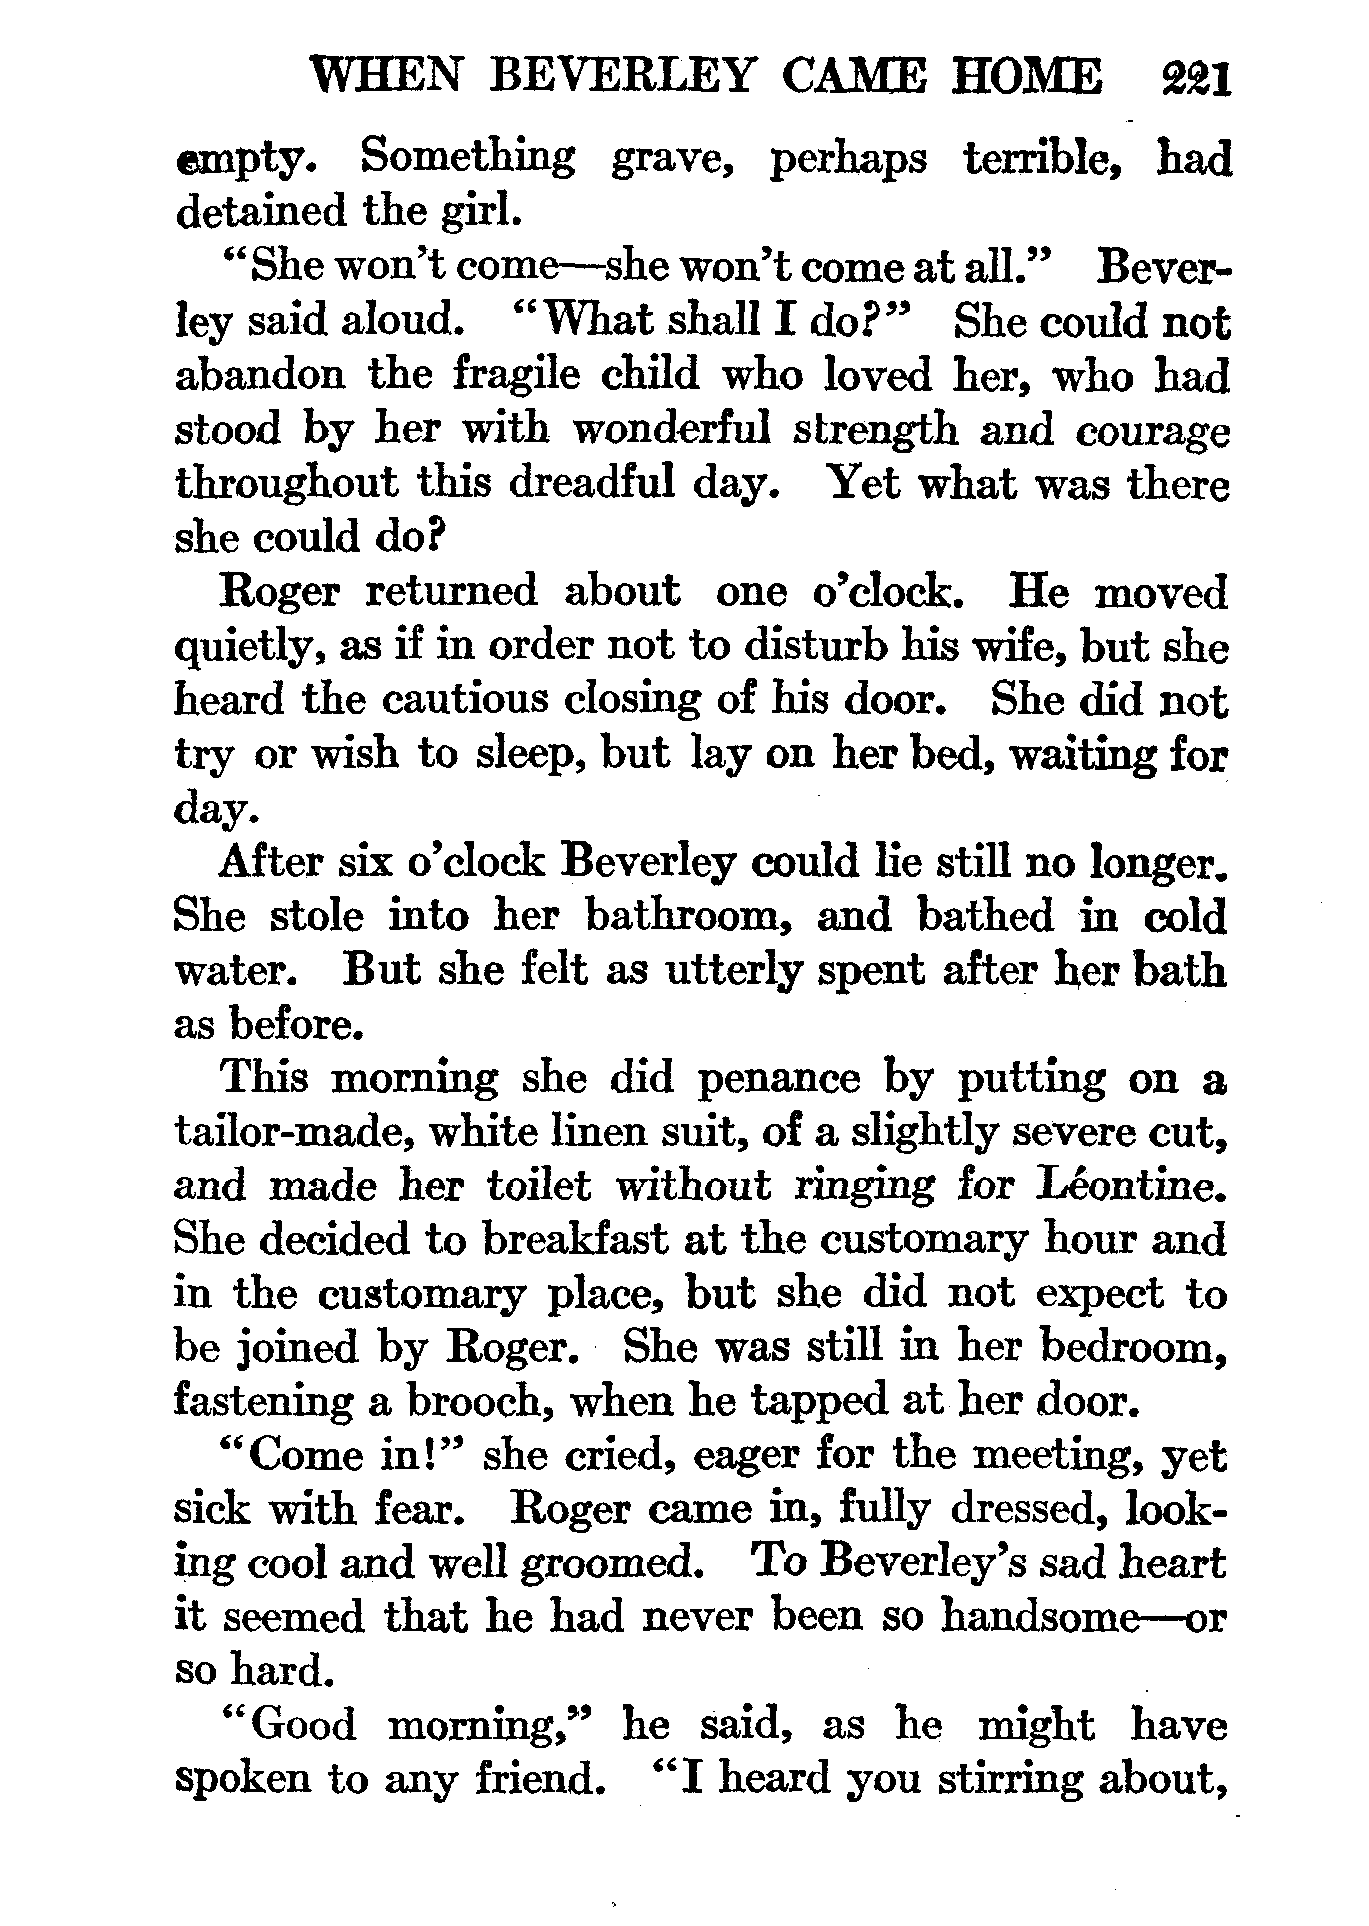 WHEN BEVERLEY CAME HOME 221
empty. Something grave, perhaps terrible, had
detained the girl.
"She won't come—she won't come at all." Bever-
ley said aloud. "What shall I do?" She could not
abandon the fragile child who loved her, who had
stood by her with wonderful strength and courage
throughout this dreadful day. Yet what was there
she could do?
Roger returned about one o'clock. He moved
quietly, as if in order not to disturb his wife, but she
heard the cautious closing of his door. She did not
try or wish to sleep, but lay on her bed, waiting for
day.
After six o'clock Beverley could lie still no longer.
She stole into her bathroom, and bathed in cold
water. But she felt as utterly spent after her bath
as before.
This morning she did penance by putting on a
tailor-made, white linen suit, of a slightly severe cut,
and made her toilet without ringing for Léontine.
She decided to breakfast at the customary hour and
in the customary place, but she did not expect to
be joined by Roger. She was still in her bedroom,
fastening a brooch, when he tapped at her door.
"Come in!" she cried, eager for the meeting, yet
sick with fear. Roger came in, fully dressed, look-
ing cool and well groomed. To Beverley's sad heart
it seemed that he had never been so handsome—or
so hard.
"Good morning," he said, as he might have
spoken to any friend. "I heard you stirring about,